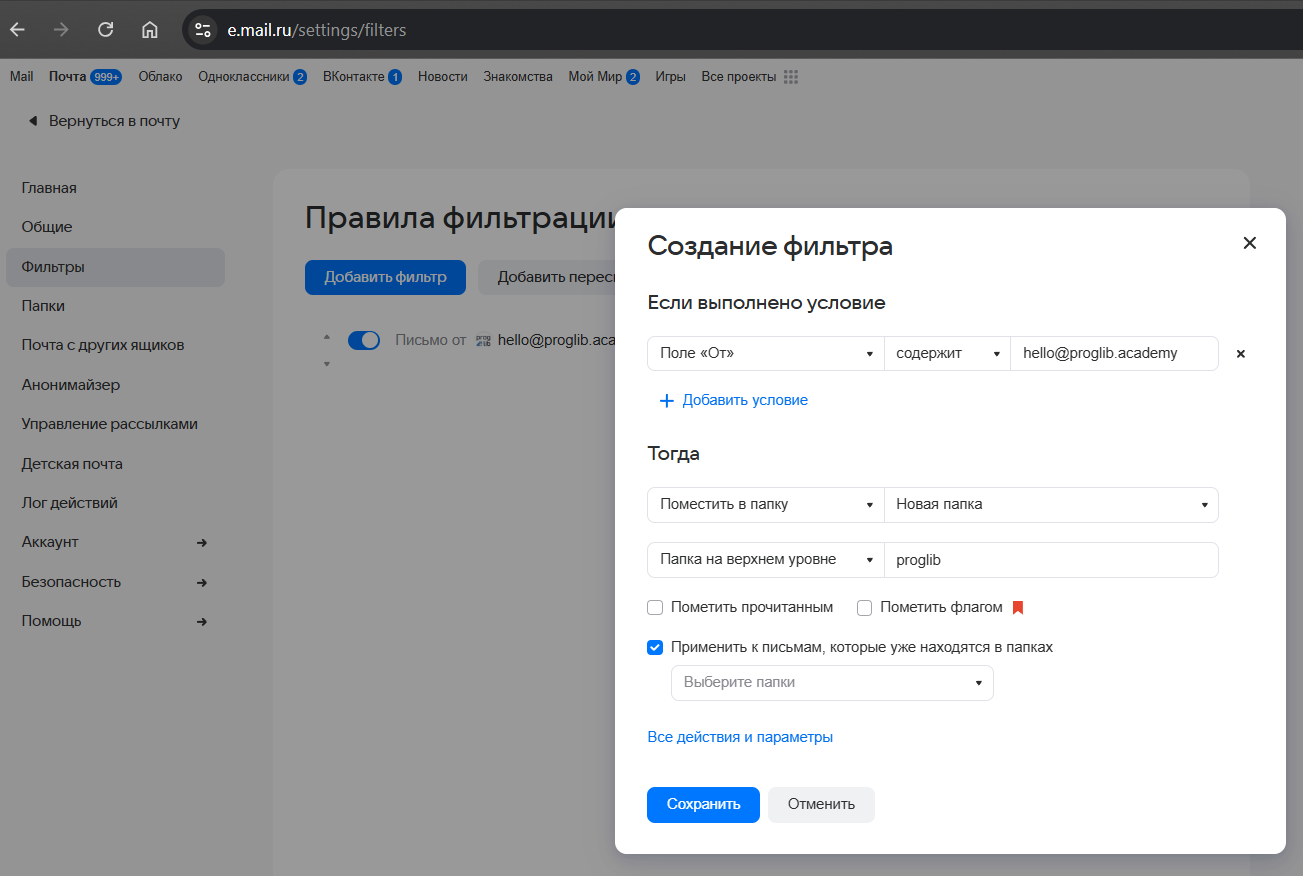 e.mail.ru/settings/filters
Mail Почта 999+ Облако Одноклассники 2 ВКонтакте 1 Новости Знакомства Мой Мир 2 Игры Все проекты
Вернуться в почту
Главная
Общие
Фильтры
Папки
Почта с других ящиков
Анонимайзер
Управление рассылками
Детская почта
Лог действий
Аккаунт
Безопасность
Помощь
Правила фильтрации
Добавить фильтр Добавить перес
Письмо от hello@proglib.aca
Создание фильтра
Если выполнено условие
Поле «От» содержит hello@proglib.academy
Добавить условие
Тогда
Поместить в папку Новая папка
Папка на верхнем уровне proglib
Пометить прочитанным Пометить флагом
Применить к письмам, которые уже находятся в папках
Выберите папки
Все действия и параметры
Сохранить Отменить